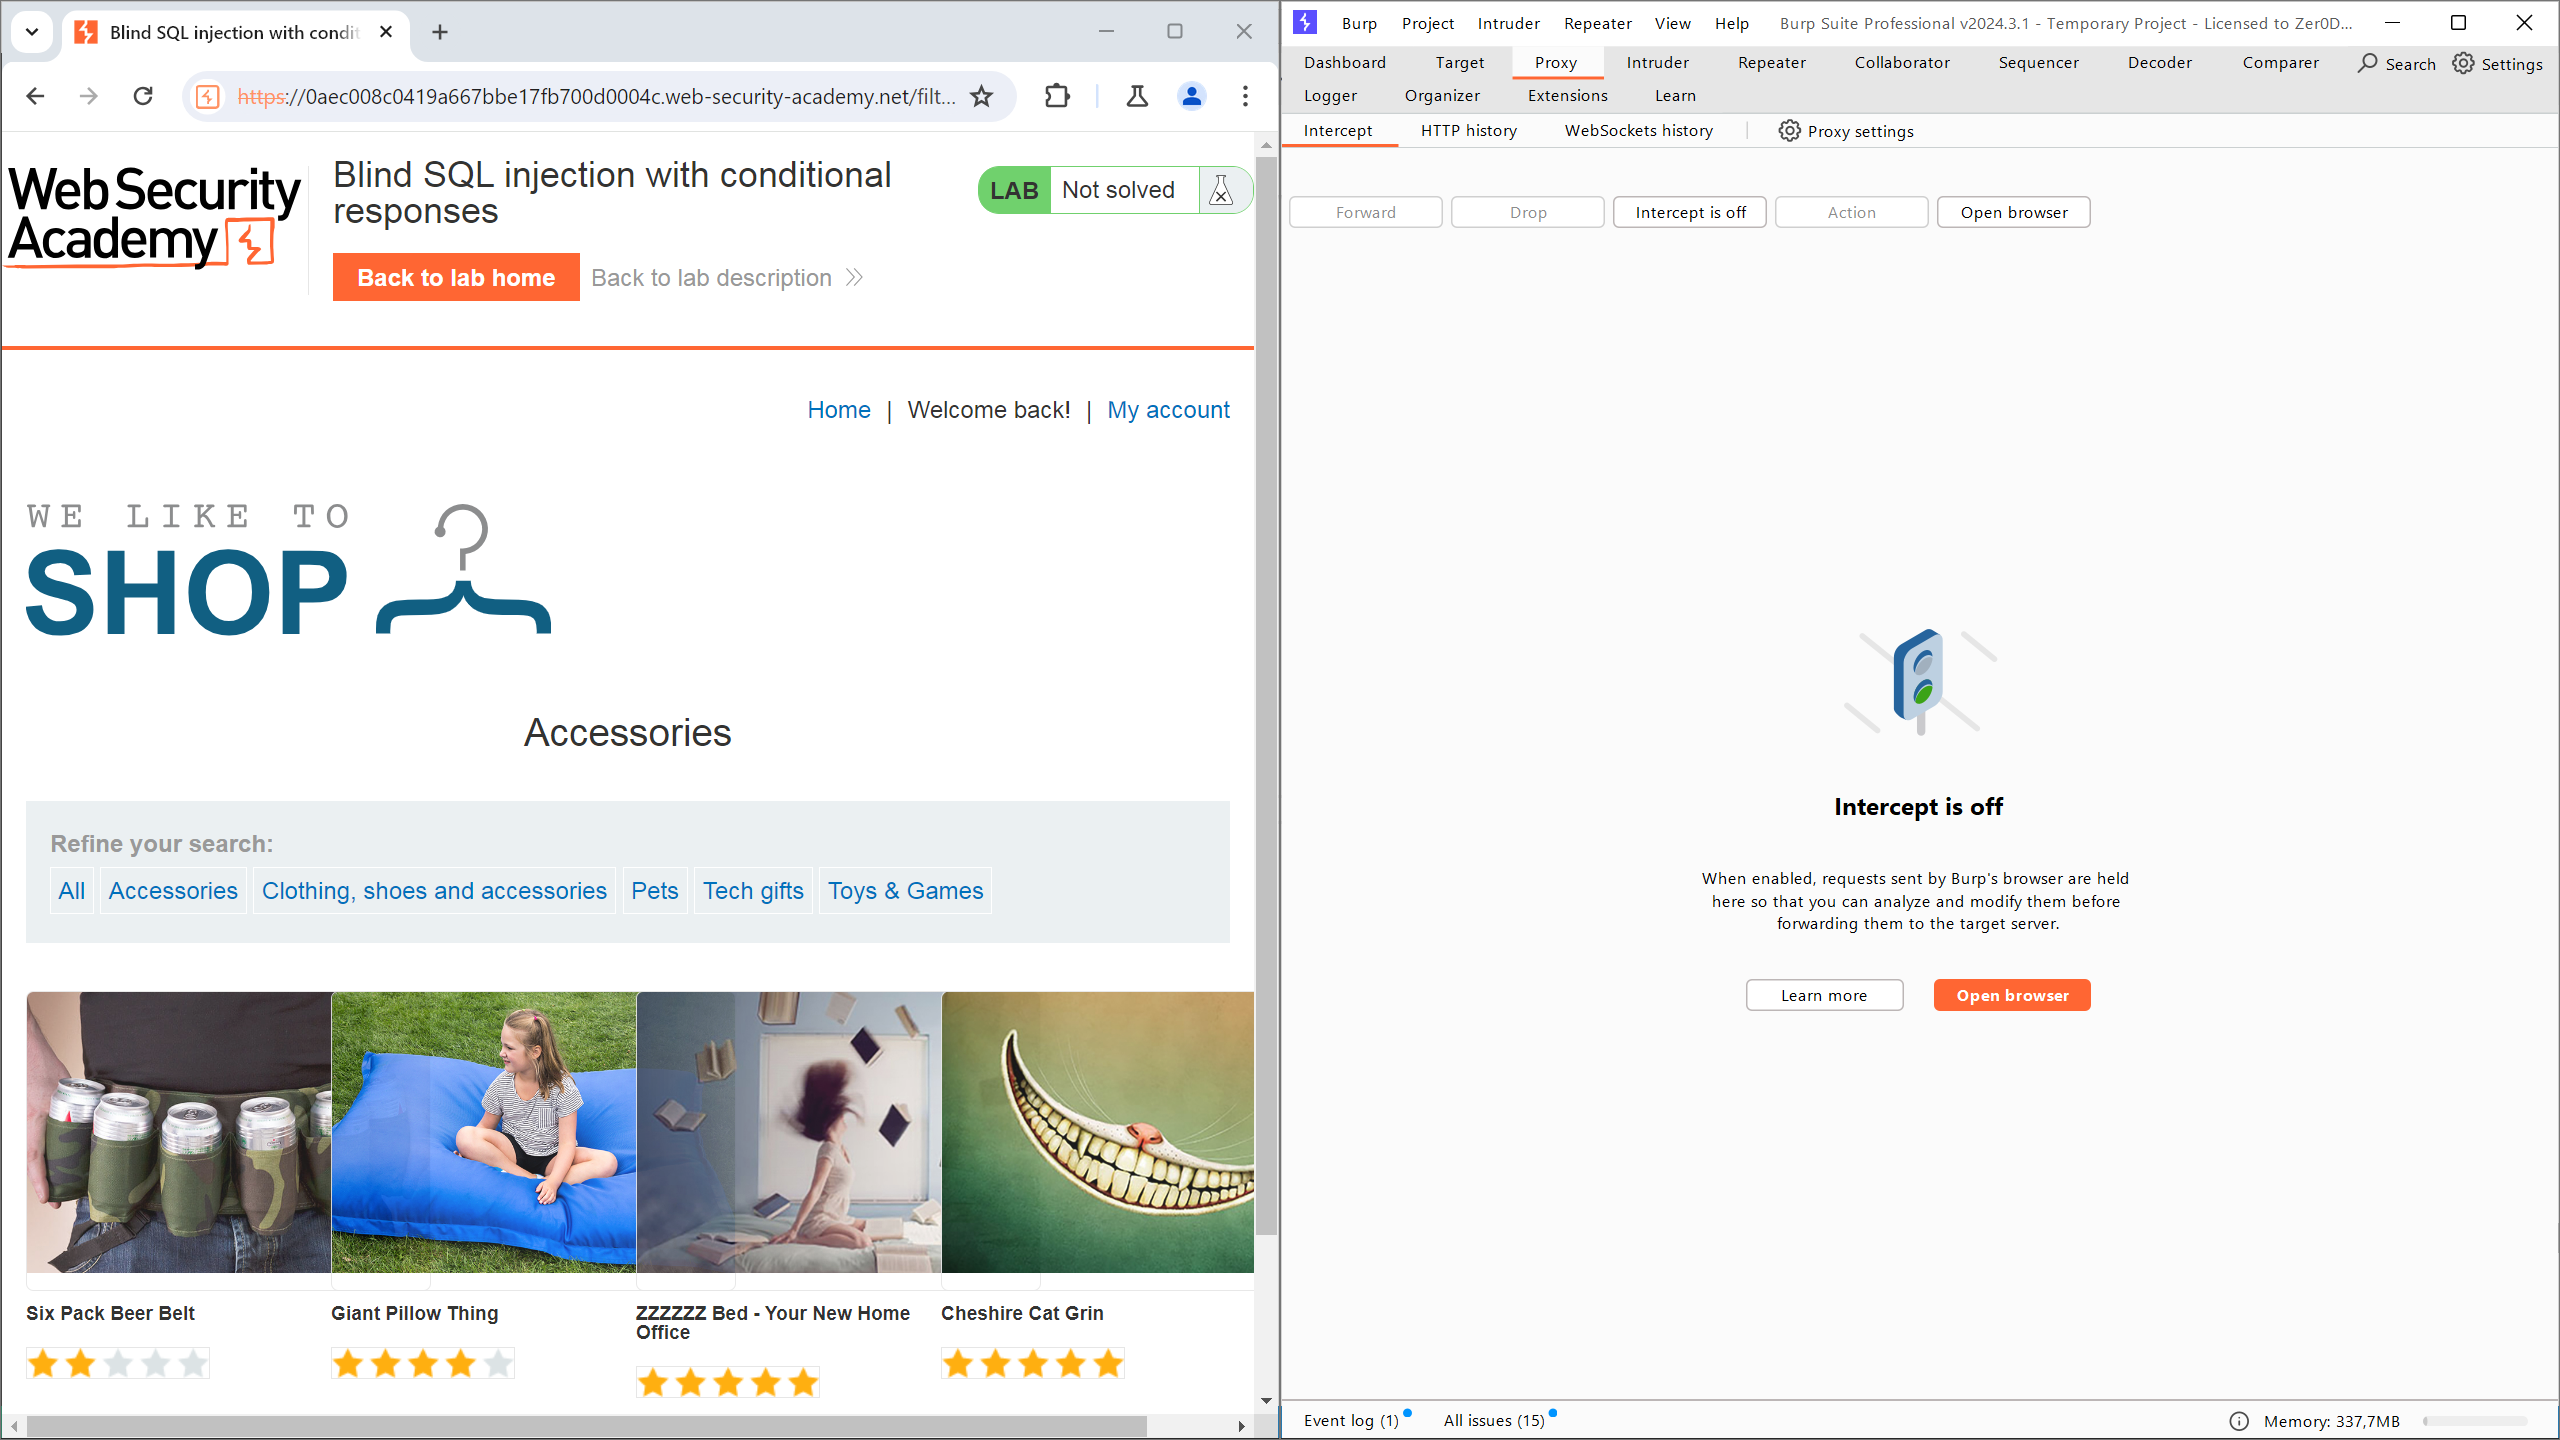 Blind SQL injection with condit
https://0aec008c0419a667bbe17fb700d0004c.web-security-academy.net/filt...
Web Security
Academy
Blind SQL injection with conditional
responses
LAB Not solved
Back to lab home Back to lab description
Home | Welcome back! | My account
WE LIKE TO
SHOP
Accessories
Refine your search:
All Accessories Clothing, shoes and accessories Pets Tech gifts Toys & Games
Six Pack Beer Belt Giant Pillow Thing ZZZZZZ Bed - Your New Home Cheshire Cat Grin
Office
Burp Project Intruder Repeater View Help Burp Suite Professional v2024.3.1 - Temporary Project - Licensed to Zer0D...
Dashboard Target Proxy Intruder Repeater Collaborator Sequencer Decoder Comparer Search Settings
Logger Organizer Extensions Learn
Intercept HTTP history WebSockets history Proxy settings
Forward Drop Intercept is off Action Open browser
Intercept is off
When enabled, requests sent by Burp's browser are held
here so that you can analyze and modify them before
forwarding them to the target server.
Learn more Open browser
Event log (1) All issues (15) Memory: 337,7MB